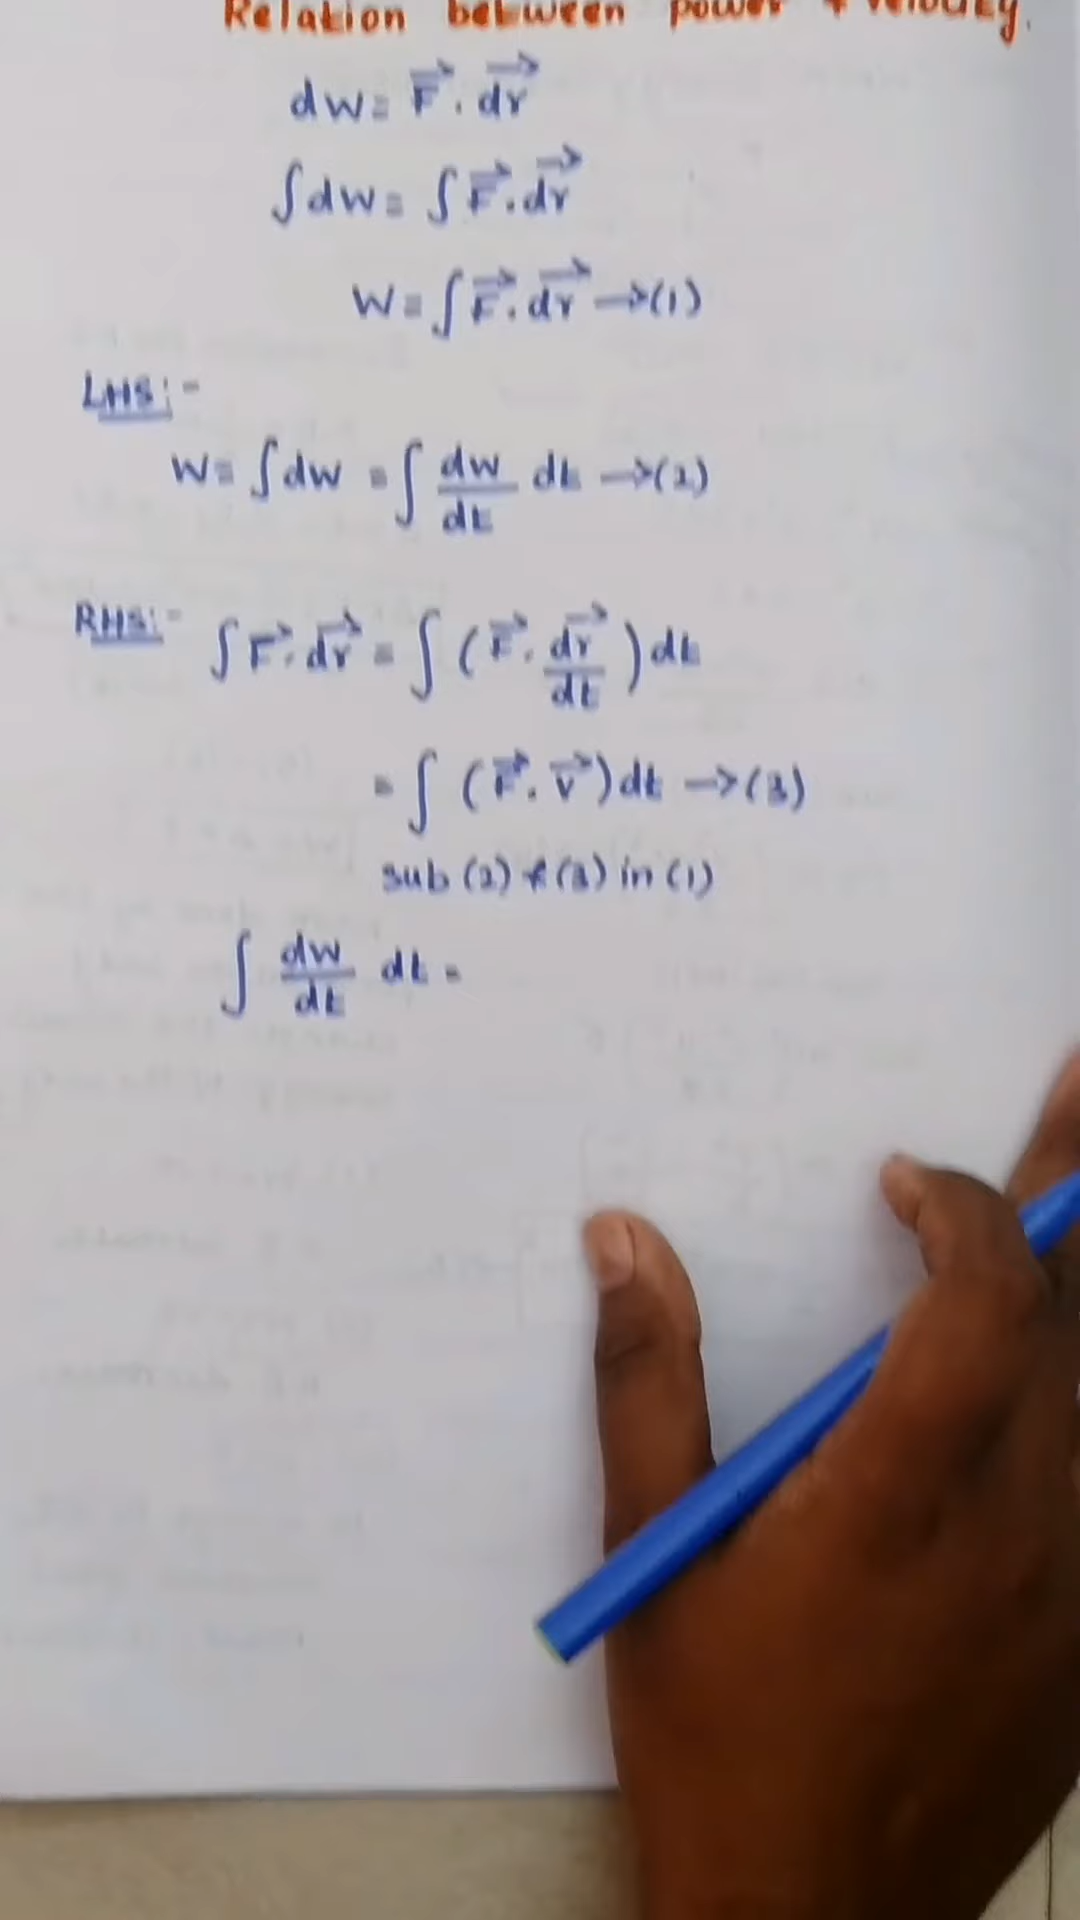 Relation between power & velocity.
dw = F⃗ . dr⃗
∫dw = ∫F⃗ . dr⃗
W = ∫F⃗ . dr⃗ →(1)
LHS:-
W = ∫dw = ∫ dw/dt dt →(2)
RHS:- ∫F⃗ . dr⃗ = ∫(F⃗ . dr⃗/dt)dt
= ∫(F⃗ . v⃗)dt →(3)
sub (2) & (3) in (1)
∫ dw/dt dt =